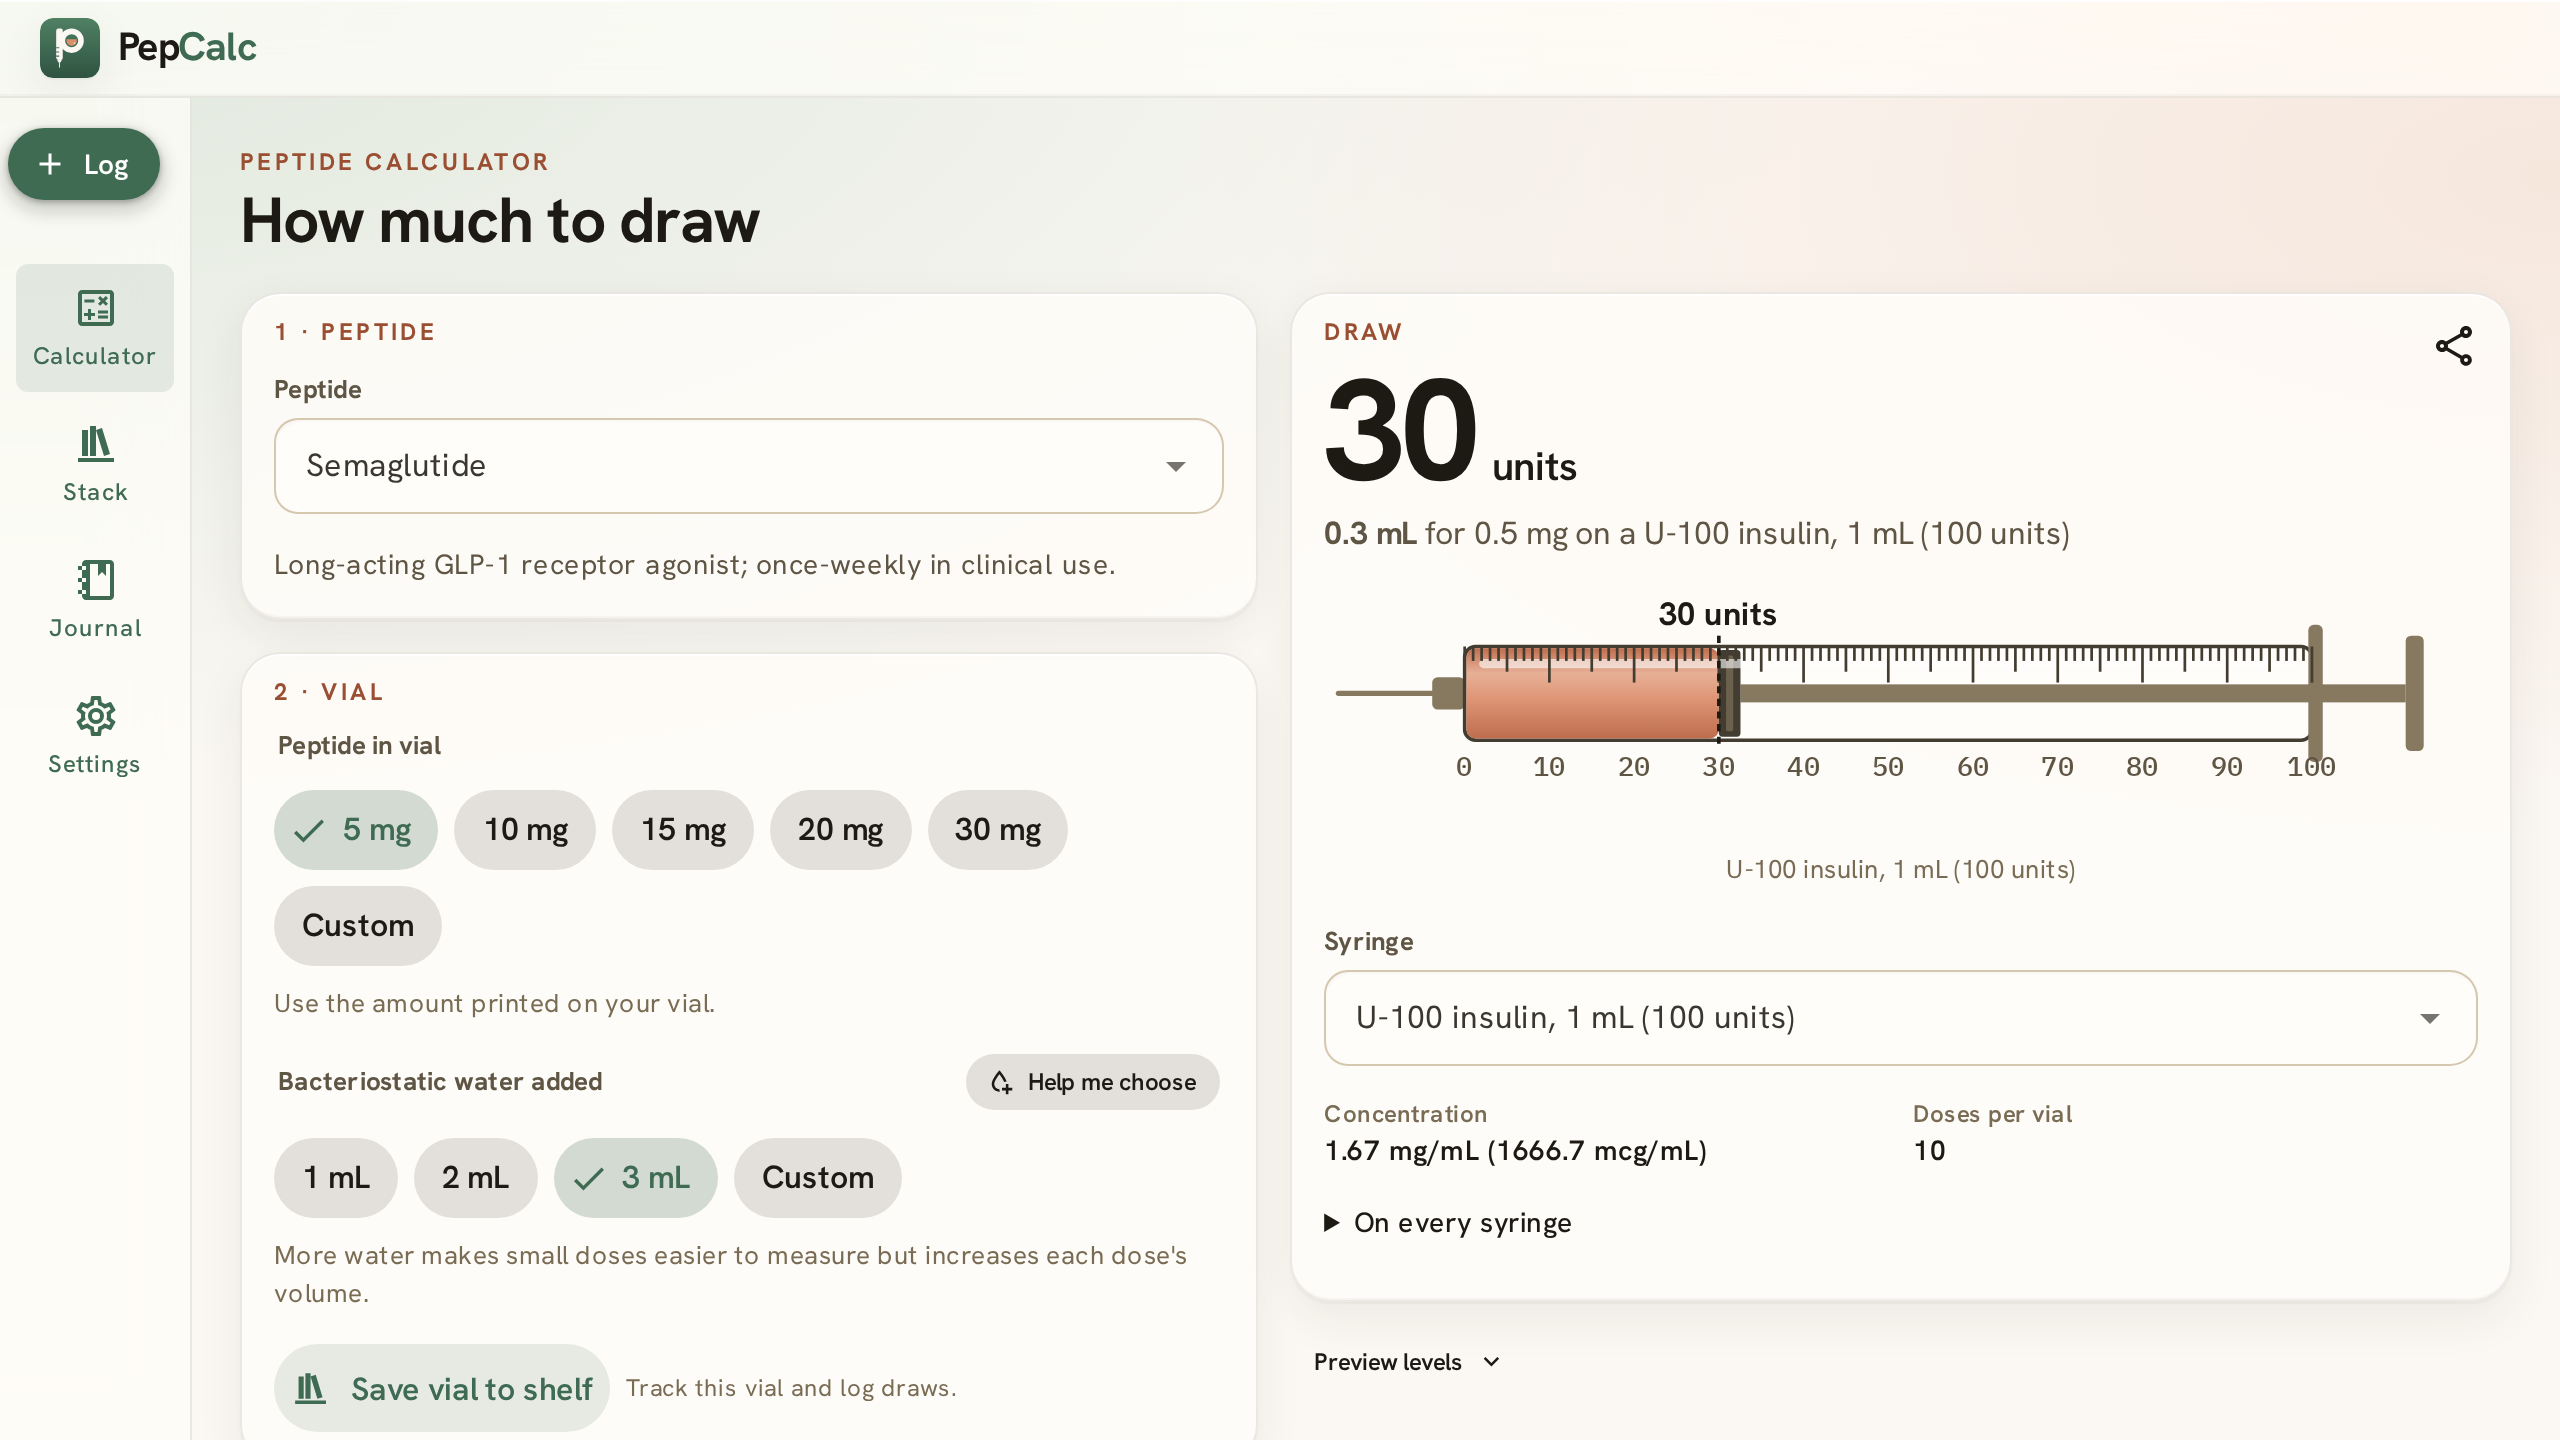 PepCalc
Log
Calculator
Stack
Journal
Settings
PEPTIDE CALCULATOR
How much to draw
1 · PEPTIDE
Peptide
Semaglutide
Long-acting GLP-1 receptor agonist; once-weekly in clinical use.
2 · VIAL
Peptide in vial
5 mg 10 mg 15 mg 20 mg 30 mg
Custom
Use the amount printed on your vial.
Bacteriostatic water added Help me choose
1 mL 2 mL 3 mL Custom
More water makes small doses easier to measure but increases each dose's
volume.
Save vial to shelf Track this vial and log draws.
DRAW
30 units
0.3 mL for 0.5 mg on a U-100 insulin, 1 mL (100 units)
30 units
0 10 20 30 40 50 60 70 80 90 100
U-100 insulin, 1 mL (100 units)
Syringe
U-100 insulin, 1 mL (100 units)
Concentration Doses per vial
1.67 mg/mL (1666.7 mcg/mL) 10
On every syringe
Preview levels